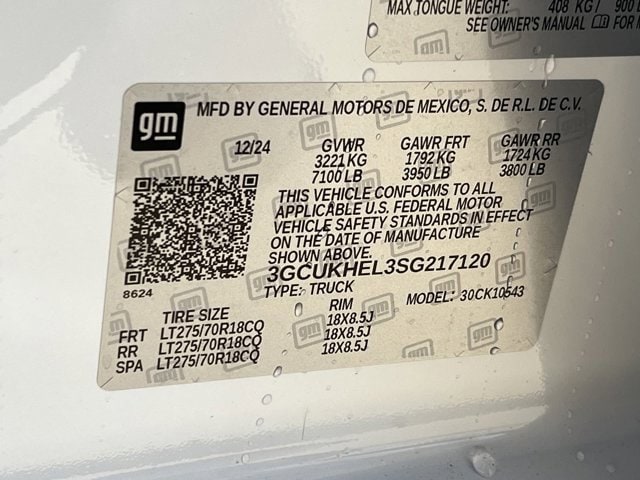 MAX TONGUE WEIGHT: 408 KG / 900
SEE OWNER'S MANUAL FOR
gm
gm MFD BY GENERAL MOTORS DE MEXICO, S. DE R.L. DE C.V.
12/24 GVWR GAWR FRT GAWR RR
3221 KG 1792 KG 1724 KG
7100 LB 3950 LB 3800 LB
THIS VEHICLE CONFORMS TO ALL
APPLICABLE U.S. FEDERAL MOTOR
VEHICLE SAFETY STANDARDS IN EFFECT
ON THE DATE OF MANUFACTURE
SHOWN ABOVE.
3GCUKHEL3SG217120
8624 TYPE: TRUCK MODEL: 30CK10543
TIRE SIZE RIM
FRT LT275/70R18CQ 18X8.5J
RR LT275/70R18CQ 18X8.5J
SPA LT275/70R18CQ 18X8.5J